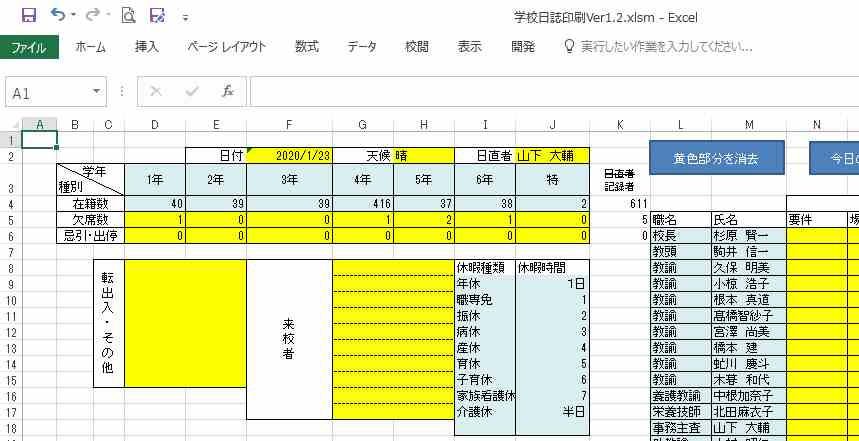 学校日誌印刷Ver1.2.xlsm - Excel
ファイル ホーム 挿入 ページ レイアウト 数式 データ 校閲 表示 開発 実行したい作業を入力してください...
A1 fx
A B C D E F G H I J K L M N
1
2 日付 2020/1/23 天候 晴 日直者 山下 大輔 黄色部分を消去 今日の
3 学年 種別 1年 2年 3年 4年 5年 6年 特 日直者 記録者
4 在籍数 40 39 39 416 37 38 2 611
5 欠席数 1 0 0 1 2 1 0 5 職名 氏名 要件 場
6 忌引・出停 0 0 0 0 0 0 0 0 校長 杉原 賢一
7 教頭 駒井 信一
8 転出入・その他 来校者 休暇種類 休暇時間 教諭 久保 明美
9 年休 1日 教諭 小椋 浩子
10 職専免 1 教諭 根本 真道
11 振休 2 教諭 髙橋智紗子
12 病休 3 教諭 宮澤 尚美
13 産休 4 教諭 橋本 建
14 育休 5 教諭 虻川 慶斗
15 子育休 6 教諭 木暮 和代
16 家族看護休 7 養護教諭 中根加奈子
17 介護休 半日 栄養技師 北田麻衣子
18 事務主査 山下 大輔